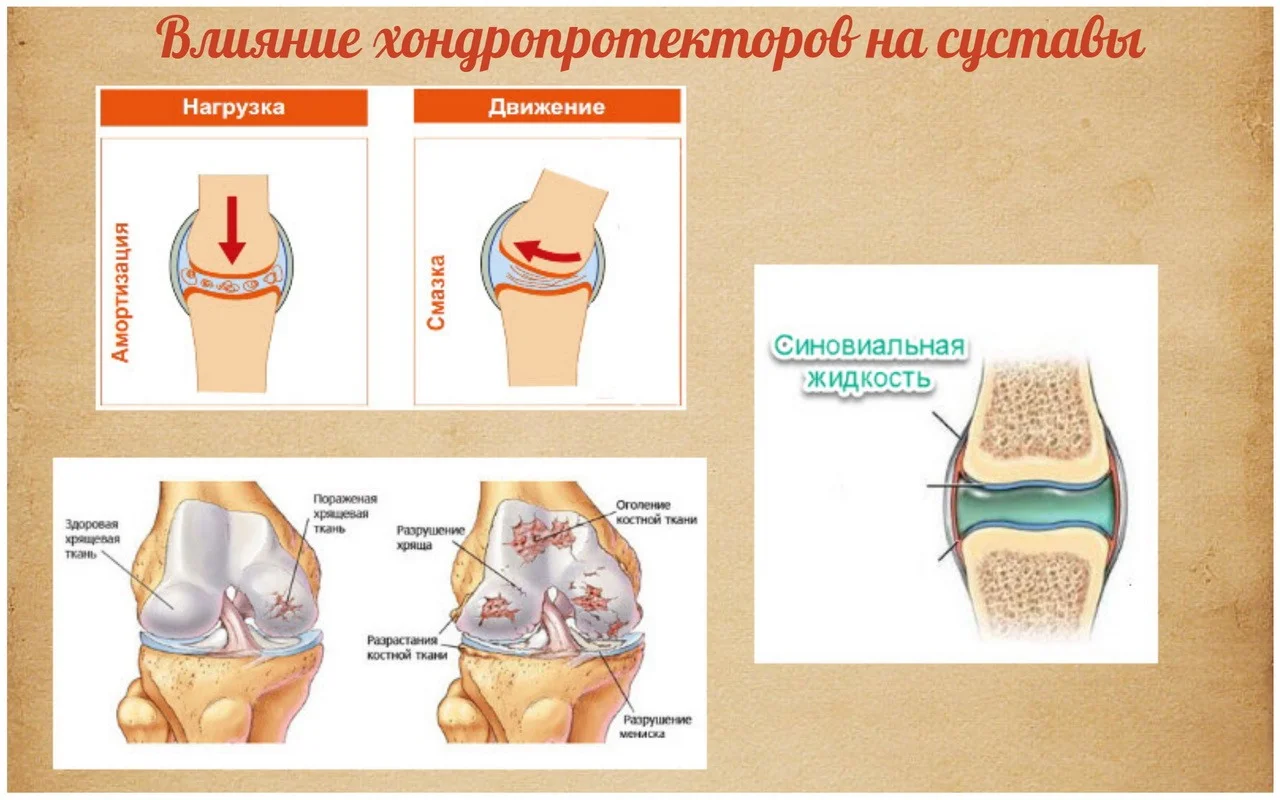 Влияние хондропротекторов на суставы
Нагрузка
Движение
Амортизация
Смазка
Синовиальная
жидкость
Здоровая
хрящевая
ткань
Пораженая
хрящевая
ткань
Разрушение
хряща
Оголение
костной ткани
Разрастания
костной ткани
Разрушение
мениска